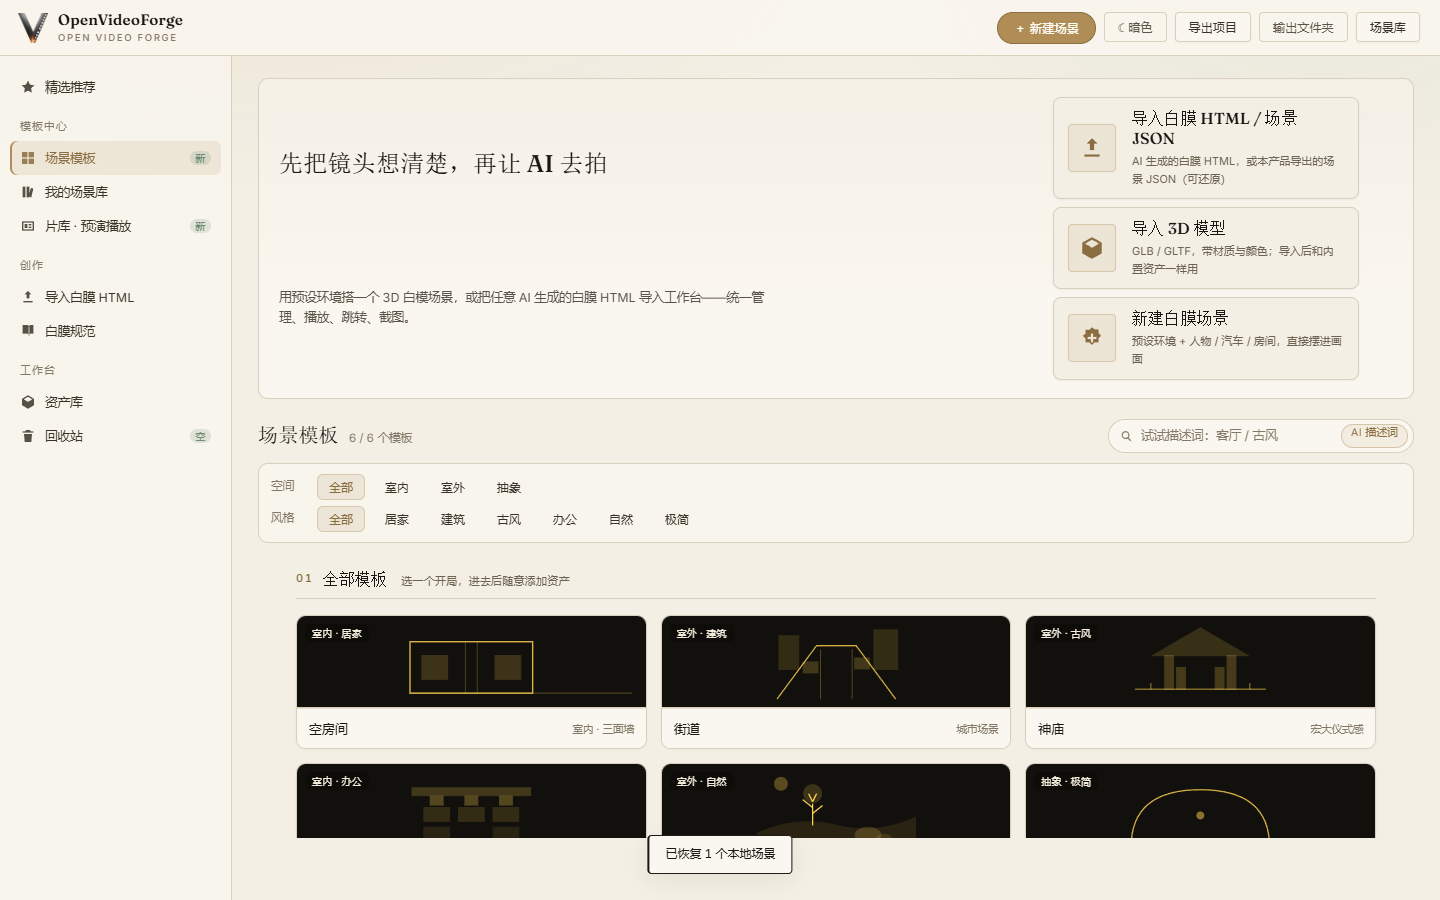 OpenVideoForge
OPEN VIDEO FORGE
+ 新建场景
☾ 暗色
导出项目
输出文件夹
场景库
精选推荐
模板中心
场景模板
新
我的场景库
片库 · 预演播放
新
创作
导入白膜 HTML
白膜规范
工作台
资产库
回收站
空
先把镜头想清楚，再让 AI 去拍
用预设环境搭一个 3D 白模场景，或把任意 AI 生成的白膜 HTML 导入工作台——统一管
理、播放、跳转、截图。
导入白膜 HTML / 场景
JSON
AI 生成的白膜 HTML，或本产品导出的场
景 JSON（可还原）
导入 3D 模型
GLB / GLTF，带材质与颜色；导入后和内
置资产一样用
新建白膜场景
预设环境 + 人物 / 汽车 / 房间，直接摆进画
面
场景模板
6 / 6 个模板
试试描述词：客厅 / 古风
AI 描述词
空间
全部
室内
室外
抽象
风格
全部
居家
建筑
古风
办公
自然
极简
01
全部模板
选一个开局，进去后随意添加资产
室内 · 居家
空房间
室内 · 三面墙
室外 · 建筑
街道
城市场景
室外 · 古风
神庙
宏大仪式感
室内 · 办公
室外 · 自然
抽象 · 极简
已恢复 1 个本地场景